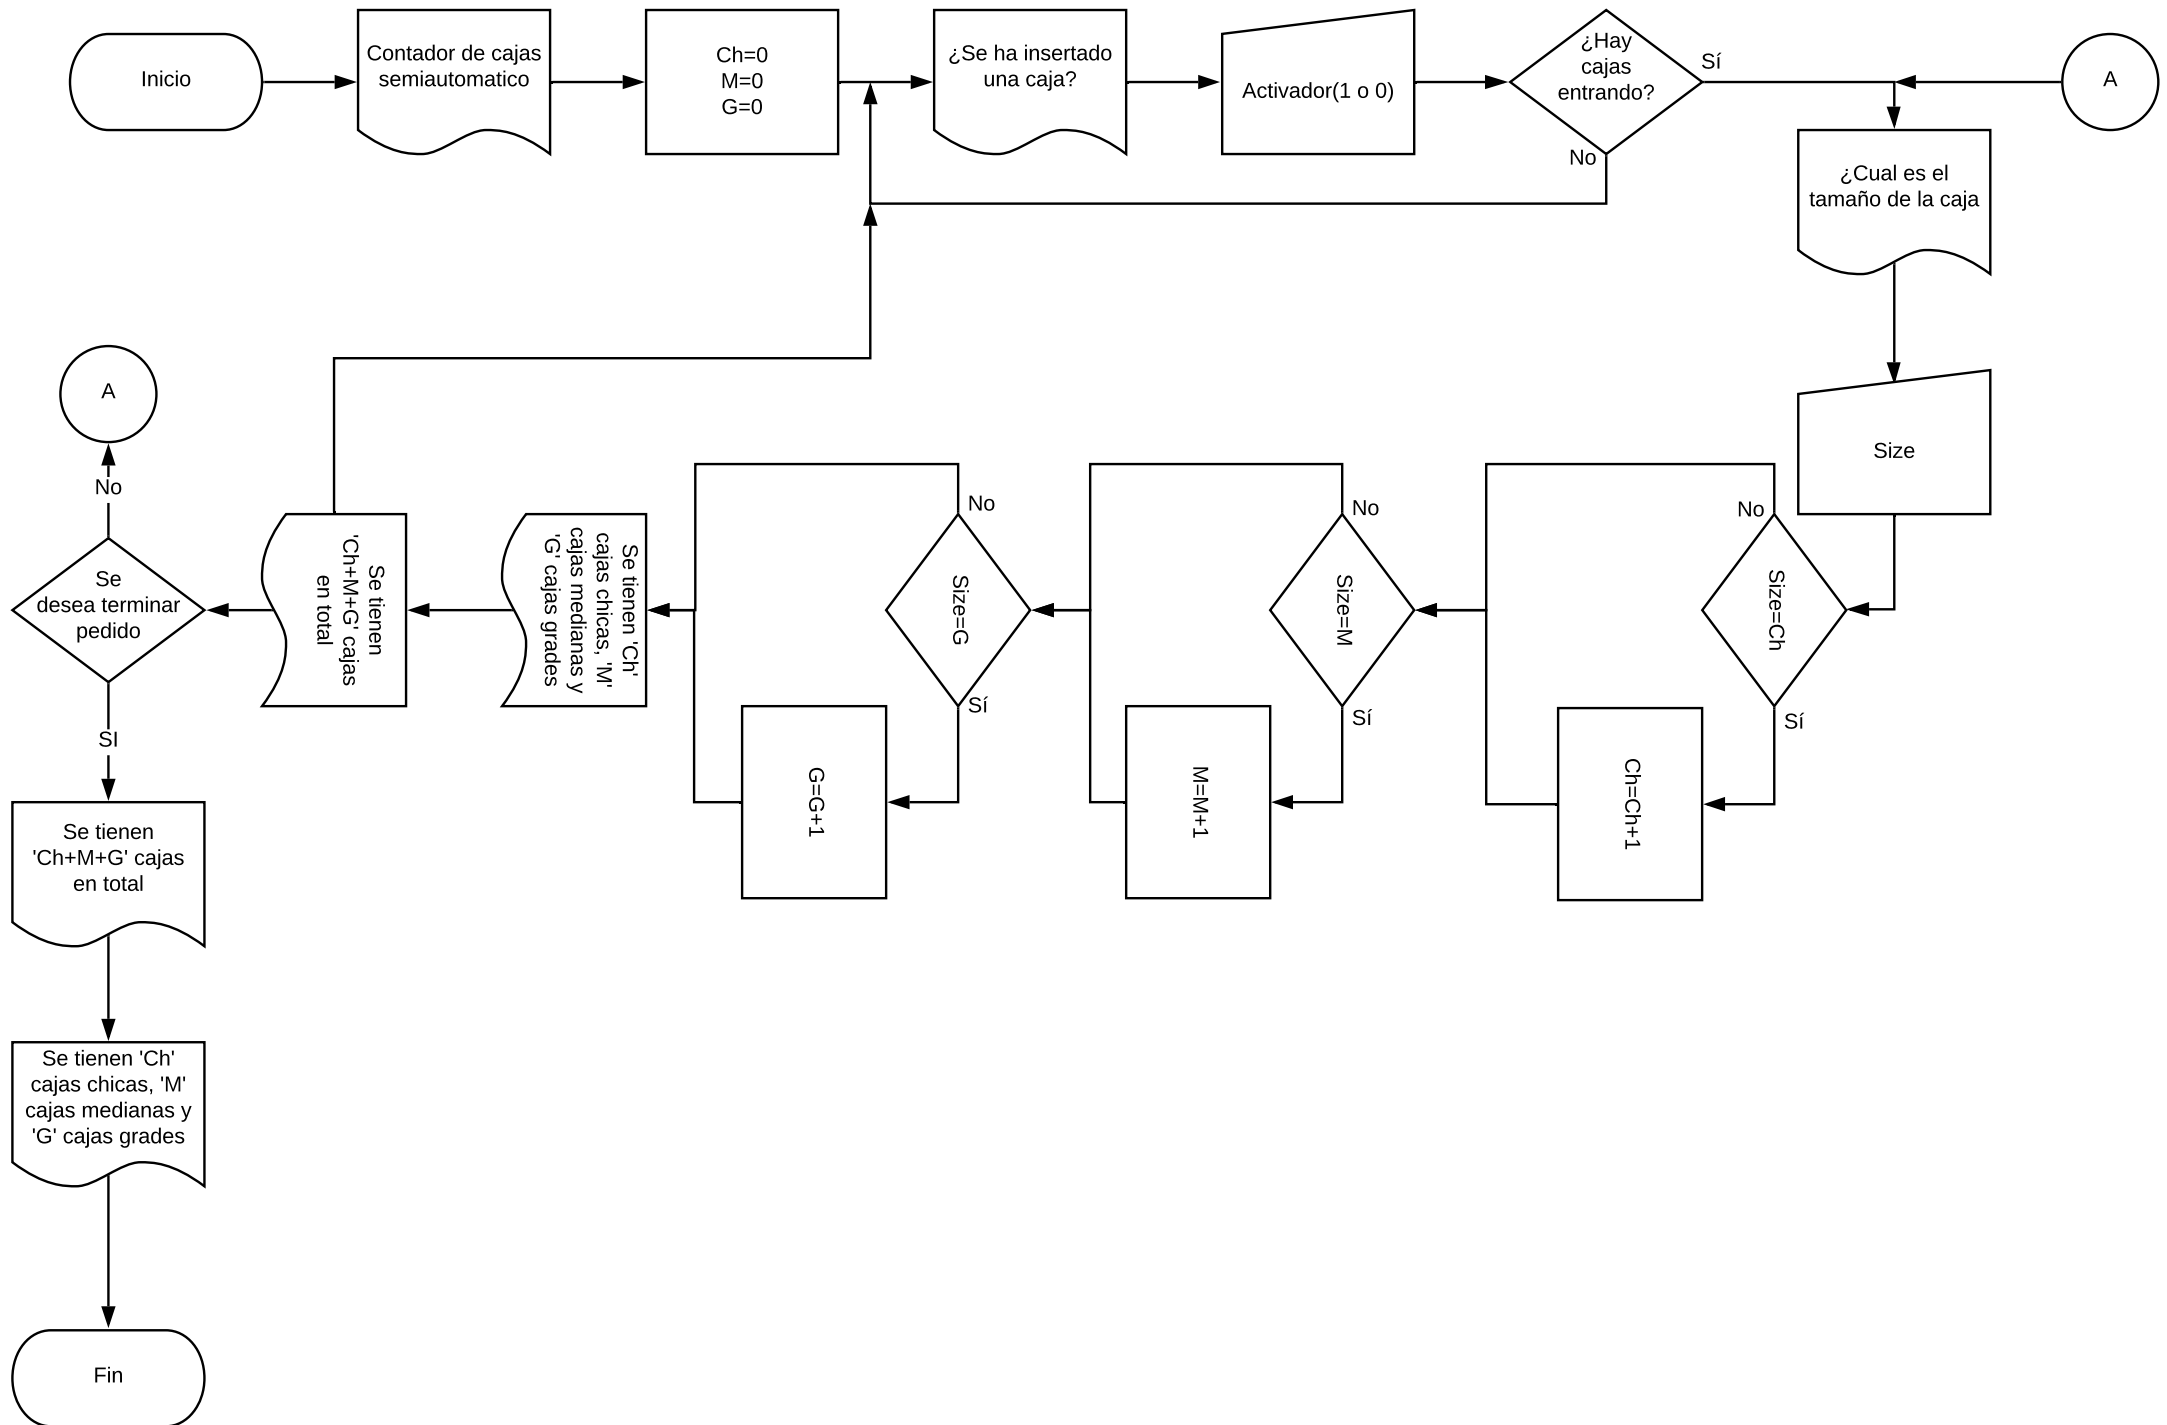 Inicio
Contador de cajas
semiautomatico
Ch=0
M=0
G=0
¿Se ha insertado
una caja?
Activador(1 o 0)
¿Hay
cajas
entrando?
Sí
No
A
¿Cual es el
tamaño de la caja
Size
No
Size=Ch
Sí
Ch=Ch+1
No
Size=M
Sí
M=M+1
No
Size=G
Sí
G=G+1
Se tienen 'Ch'
cajas chicas, 'M'
cajas medianas y
'G' cajas grades
Se tienen
'Ch+M+G' cajas
en total
A
No
Se
desea terminar
pedido
SI
Se tienen
'Ch+M+G' cajas
en total
Se tienen 'Ch'
cajas chicas, 'M'
cajas medianas y
'G' cajas grades
Fin